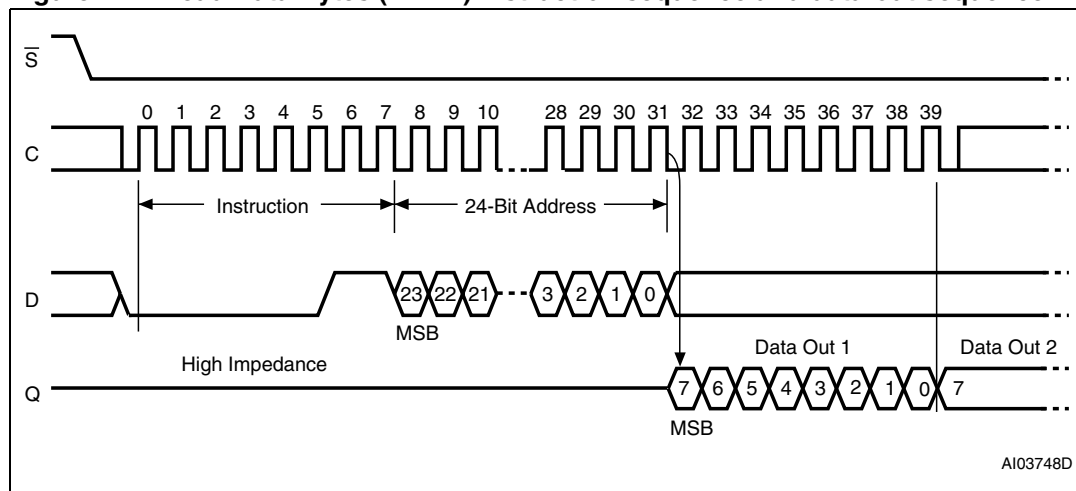 S
0 1 2 3 4 5 6 7 8 9 10 28 29 30 31 32 33 34 35 36 37 38 39
C
Instruction 24-Bit Address
D
23 22 21 3 2 1 0
MSB
High Impedance Data Out 1 Data Out 2
Q
7 6 5 4 3 2 1 0 7
MSB
AI03748D